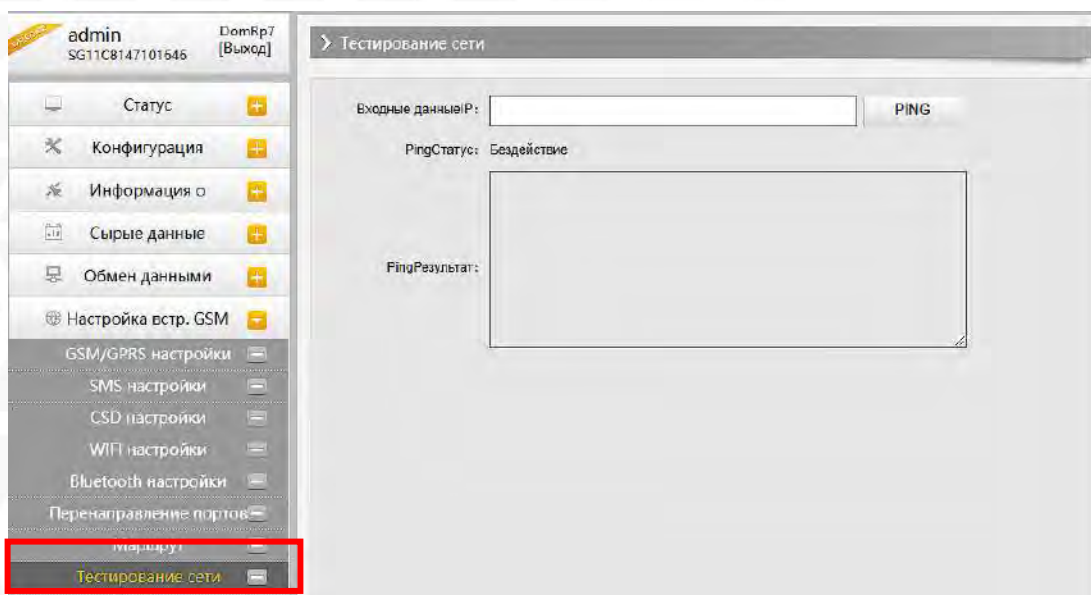 admin
DomRp7
SG11C8147101646
[Выход]
Статус
Конфигурация
Информация о
Сырые данные
Обмен данными
Настройка встр. GSM
GSM/GPRS настройки
SMS настройки
CSD настройки
WIFI настройки
Bluetooth настройки
Перенаправление портов
Маршрут
Тестирование сети
Тестирование сети
Входные данныеIP:
PING
PingСтатус: Бездействие
PingРезультат: